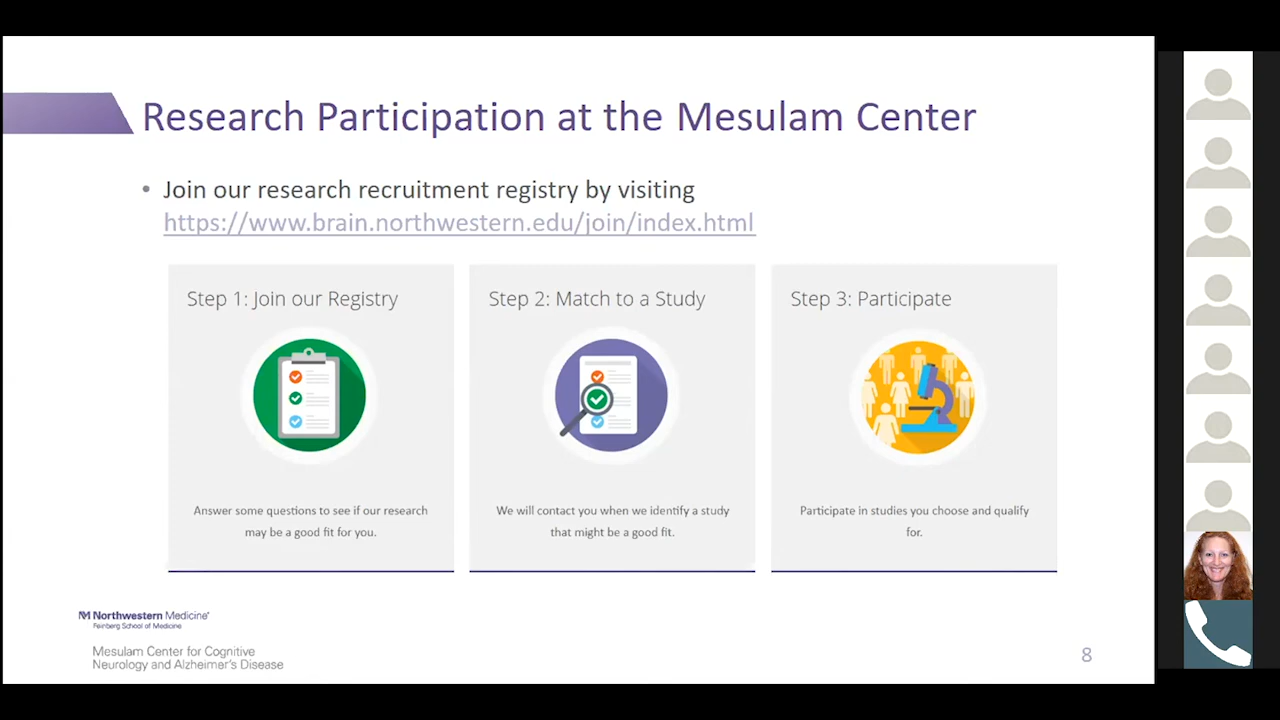 Research Participation at the Mesulam Center
• Join our research recruitment registry by visiting
https://www.brain.northwestern.edu/join/index.html
Step 1: Join our Registry
Answer some questions to see if our research
may be a good fit for you.
Step 2: Match to a Study
We will contact you when we identify a study
that might be a good fit.
Step 3: Participate
Participate in studies you choose and qualify
for.
Northwestern Medicine®
Feinberg School of Medicine
Mesulam Center for Cognitive
Neurology and Alzheimer's Disease
8